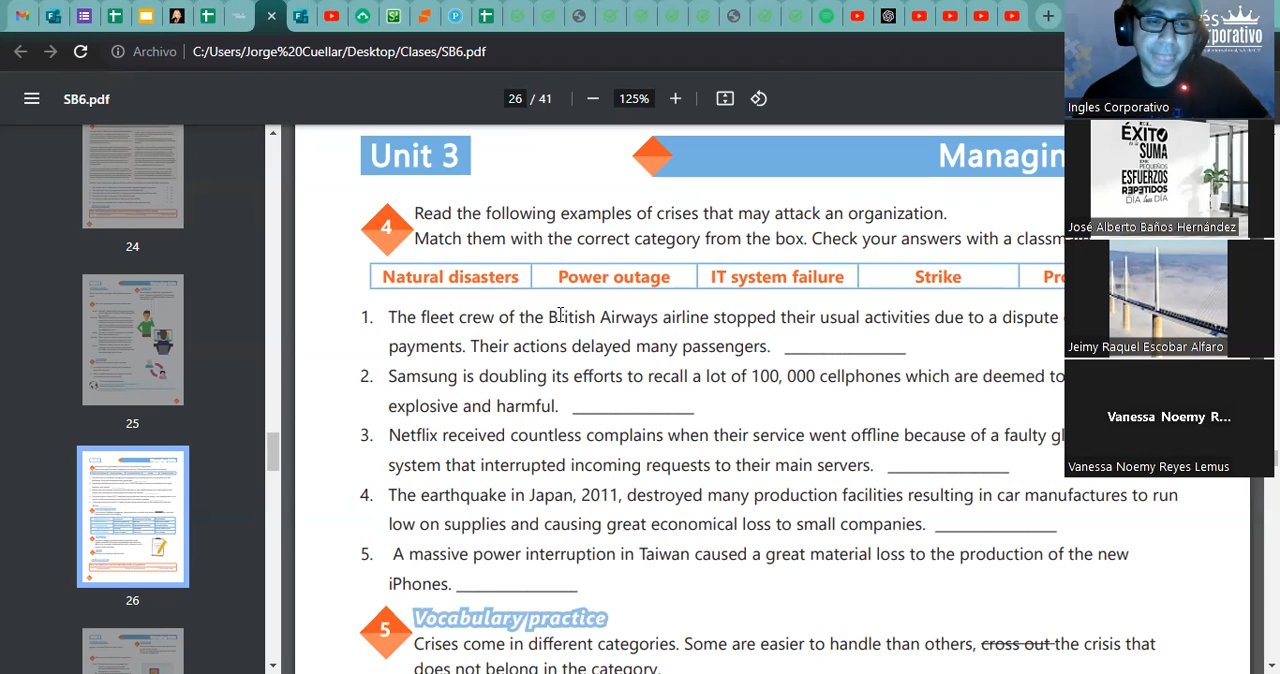 Archivo
C:/Users/Jorge%20Cuellar/Desktop/Clases/SB6.pdf
SB6.pdf
26 / 41
125%
Ingles Corporativo
ÉXITO
SUMA
PEQUEÑOS
ESFUERZOS
REPETIDOS
DÍA
José Alberto Baños Hernández
Jeimy Raquel Escobar Alfaro
Vanessa Noemy R...
Vanessa Noemy Reyes Lemus
24
25
26
Unit 3
Managin
4
Read the following examples of crises that may attack an organization.
Match them with the correct category from the box. Check your answers with a classm
Natural disasters
Power outage
IT system failure
Strike
Pr
1. The fleet crew of the British Airways airline stopped their usual activities due to a dispute
payments. Their actions delayed many passengers.
2. Samsung is doubling its efforts to recall a lot of 100, 000 cellphones which are deemed to
explosive and harmful.
3. Netflix received countless complains when their service went offline because of a faulty gl
system that interrupted incoming requests to their main servers.
4. The earthquake in Japan, 2011, destroyed many production facilities resulting in car manufactures to run
low on supplies and causing great economical loss to small companies.
5. A massive power interruption in Taiwan caused a great material loss to the production of the new
iPhones.
5
Vocabulary practice
Crises come in different categories. Some are easier to handle than others, cross out the crisis that
does not belong in the category.